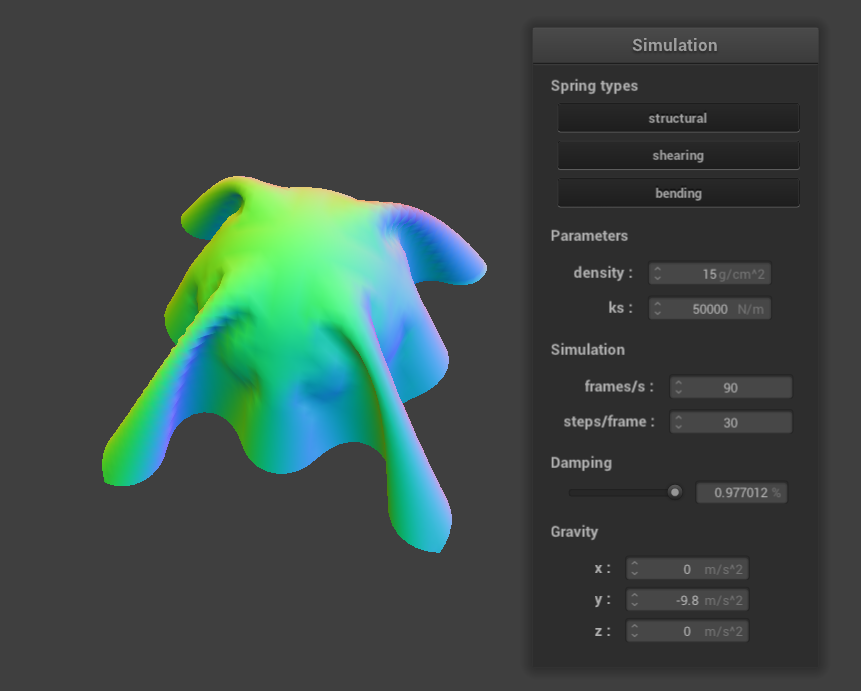 Simulation
Spring types
structural
shearing
bending
Parameters
density : 15 g/cm^2
ks : 50000 N/m
Simulation
frames/s : 90
steps/frame : 30
Damping
0.977012 %
Gravity
x : 0 m/s^2
y : -9.8 m/s^2
z : 0 m/s^2